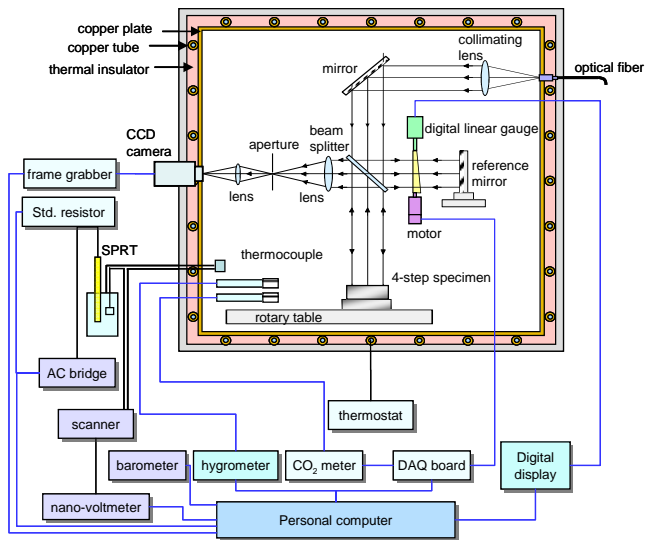 copper plate
copper tube
thermal insulator
collimating
lens
mirror
optical fiber
CCD
camera
aperture
beam
splitter
digital linear gauge
reference
mirror
frame grabber
lens
lens
motor
Std. resistor
SPRT
thermocouple
4-step specimen
rotary table
AC bridge
thermostat
scanner
barometer
hygrometer
CO₂ meter
DAQ board
Digital
display
nano-voltmeter
Personal computer